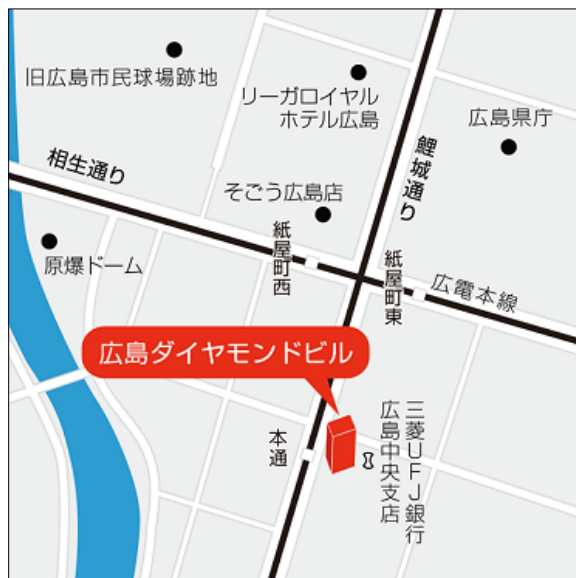 旧広島市民球場跡地
リーガロイヤル
ホテル広島
広島県庁
鯉城通り
相生通り
そごう広島店
紙屋町西
紙屋町東
原爆ドーム
広電本線
広島ダイヤモンドビル
本通
三菱UFJ銀行
広島中央支店